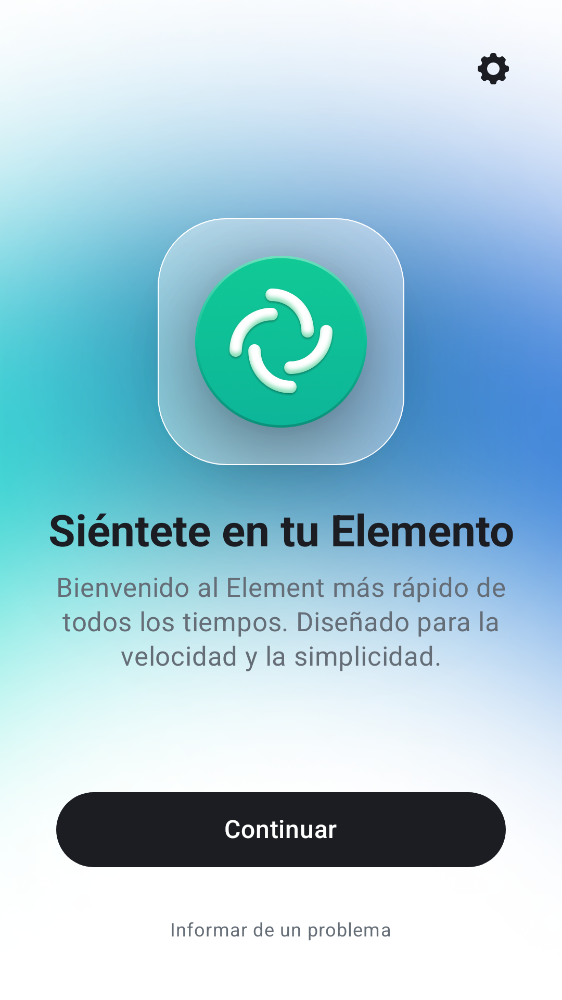 Siéntete en tu Elemento
Bienvenido al Element más rápido de
todos los tiempos. Diseñado para la
velocidad y la simplicidad.
Continuar
Informar de un problema